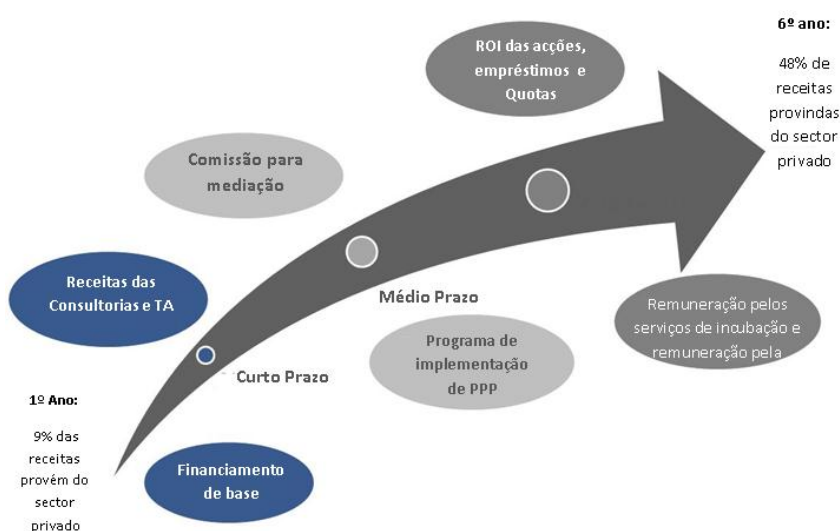 6º ano:
48% de
receitas
provindas
do sector
privado
ROI das acções,
empréstimos e
Quotas
Comissão para
mediação
Receitas das
Consultorias e TA
Médio Prazo
Remuneração pelos
serviços de incubação e
remuneração pela
Programa de
implementação
de PPP
Curto Prazo
1º Ano:
9% das
receitas
provém do
sector
privado
Financiamento
de base